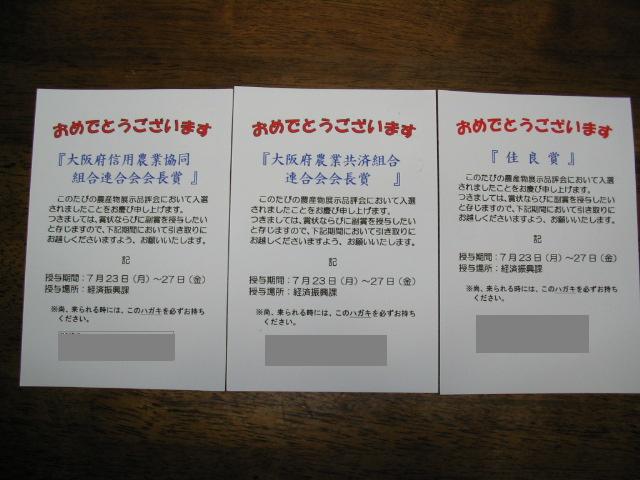 おめでとうございます
『大阪府信用農業協同
組合連合会会長賞 』
このたびの農産物展示品評会において入選
されましたことをお慶び申し上げます。
つきましては、賞状ならびに副賞を授与したい
と存じますので、下記期間において引き取りに
お越しくださいますよう、お願いいたします。
記
授与期間：７月２３日（月）～２７日（金）
授与場所：経済振興課
※尚、来られる時には、このハガキを必ずお持ち
ください。
おめでとうございます
『大阪府農業共済組合
連合会会長賞 』
このたびの農産物展示品評会において入選
されましたことをお慶び申し上げます。
つきましては、賞状ならびに副賞を授与したい
と存じますので、下記期間において引き取りに
お越しくださいますよう、お願いいたします。
記
授与期間：７月２３日（月）～２７日（金）
授与場所：経済振興課
※尚、来られる時には、このハガキを必ずお持ち
ください。
おめでとうございます
『 佳 良 賞 』
このたびの農産物展示品評会において入選
されましたことをお慶び申し上げます。
つきましては、賞状ならびに副賞を授与したい
と存じますので、下記期間において引き取りに
お越しくださいますよう、お願いいたします。
記
授与期間：７月２３日（月）～２７日（金）
授与場所：経済振興課
※尚、来られる時には、このハガキを必ずお持ち
ください。